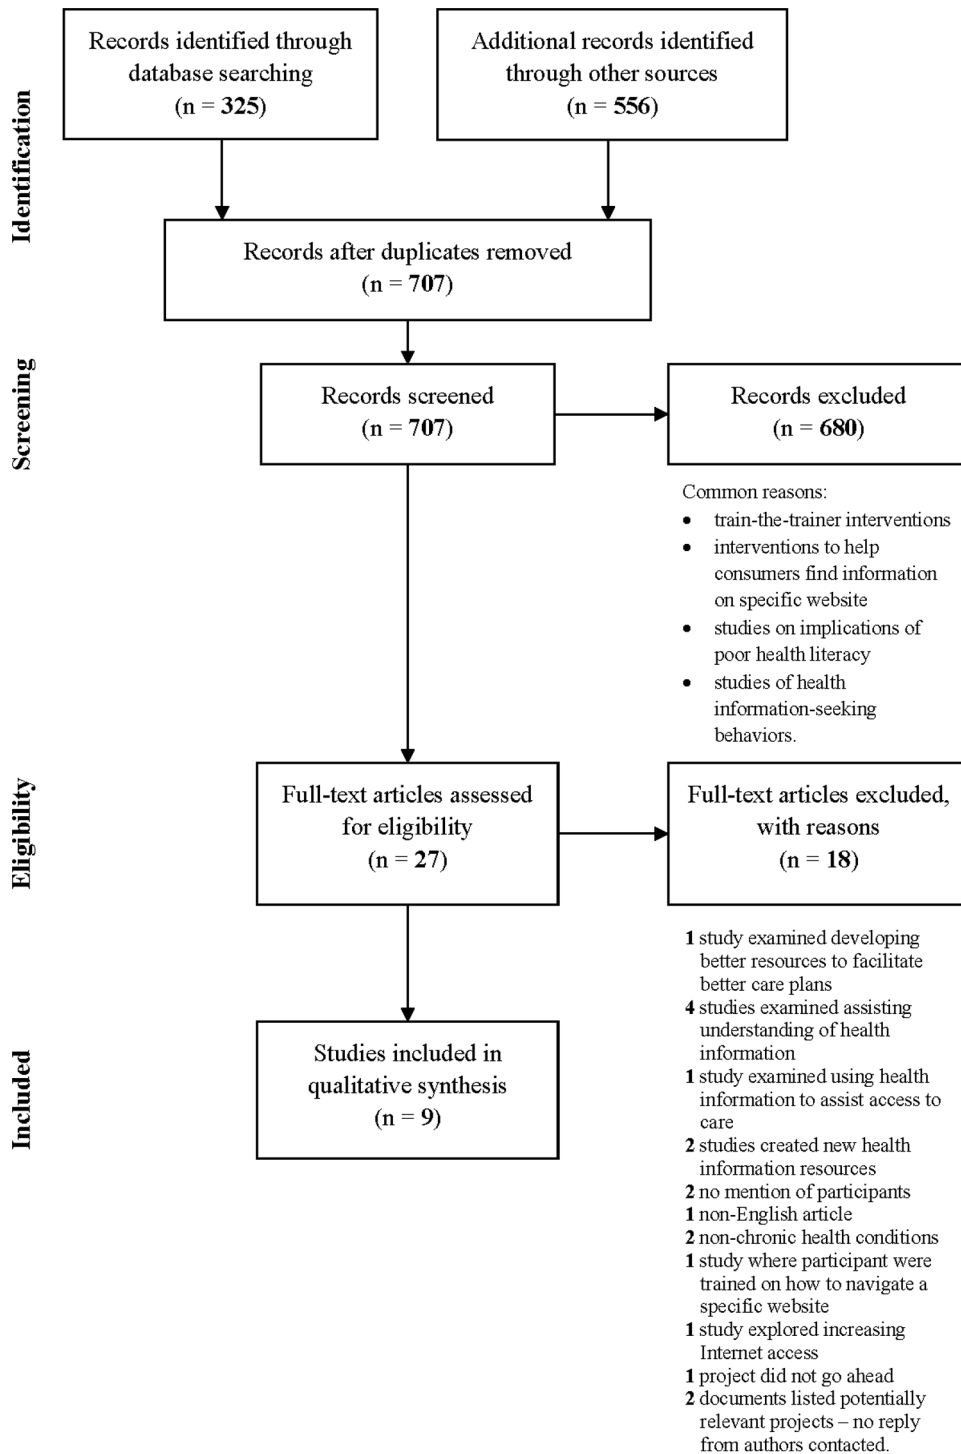 Identification
Records identified through
database searching
(n = 325)
Additional records identified
through other sources
(n = 556)
Records after duplicates removed
(n = 707)
Screening
Records screened
(n = 707)
Records excluded
(n = 680)
Common reasons:
• train-the-trainer interventions
• interventions to help
consumers find information
on specific website
• studies on implications of
poor health literacy
• studies of health
information-seeking
behaviors.
Eligibility
Full-text articles assessed
for eligibility
(n = 27)
Full-text articles excluded,
with reasons
(n = 18)
1 study examined developing
better resources to facilitate
better care plans
4 studies examined assisting
understanding of health
information
1 study examined using health
information to assist access to
care
2 studies created new health
information resources
2 no mention of participants
1 non-English article
2 non-chronic health conditions
1 study where participant were
trained on how to navigate a
specific website
1 study explored increasing
Internet access
1 project did not go ahead
2 documents listed potentially
relevant projects – no reply
from authors contacted.
Included
Studies included in
qualitative synthesis
(n = 9)